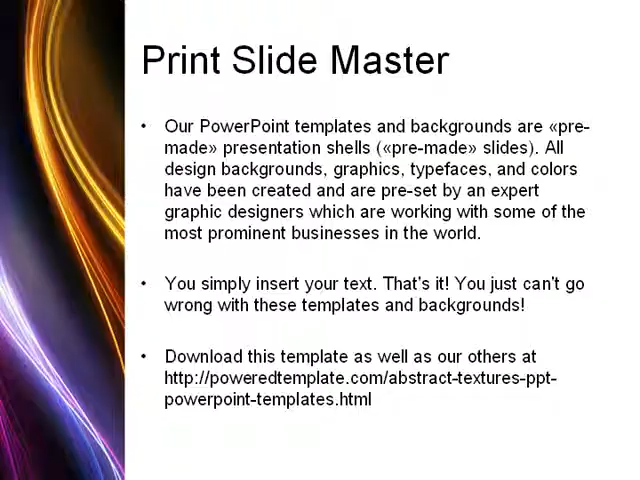 Print Slide Master
• Our PowerPoint templates and backgrounds are «pre-
made» presentation shells («pre-made» slides). All
design backgrounds, graphics, typefaces, and colors
have been created and are pre-set by an expert
graphic designers which are working with some of the
most prominent businesses in the world.
• You simply insert your text. That's it! You just can't go
wrong with these templates and backgrounds!
• Download this template as well as our others at
http://poweredtemplate.com/abstract-textures-ppt-
powerpoint-templates.html